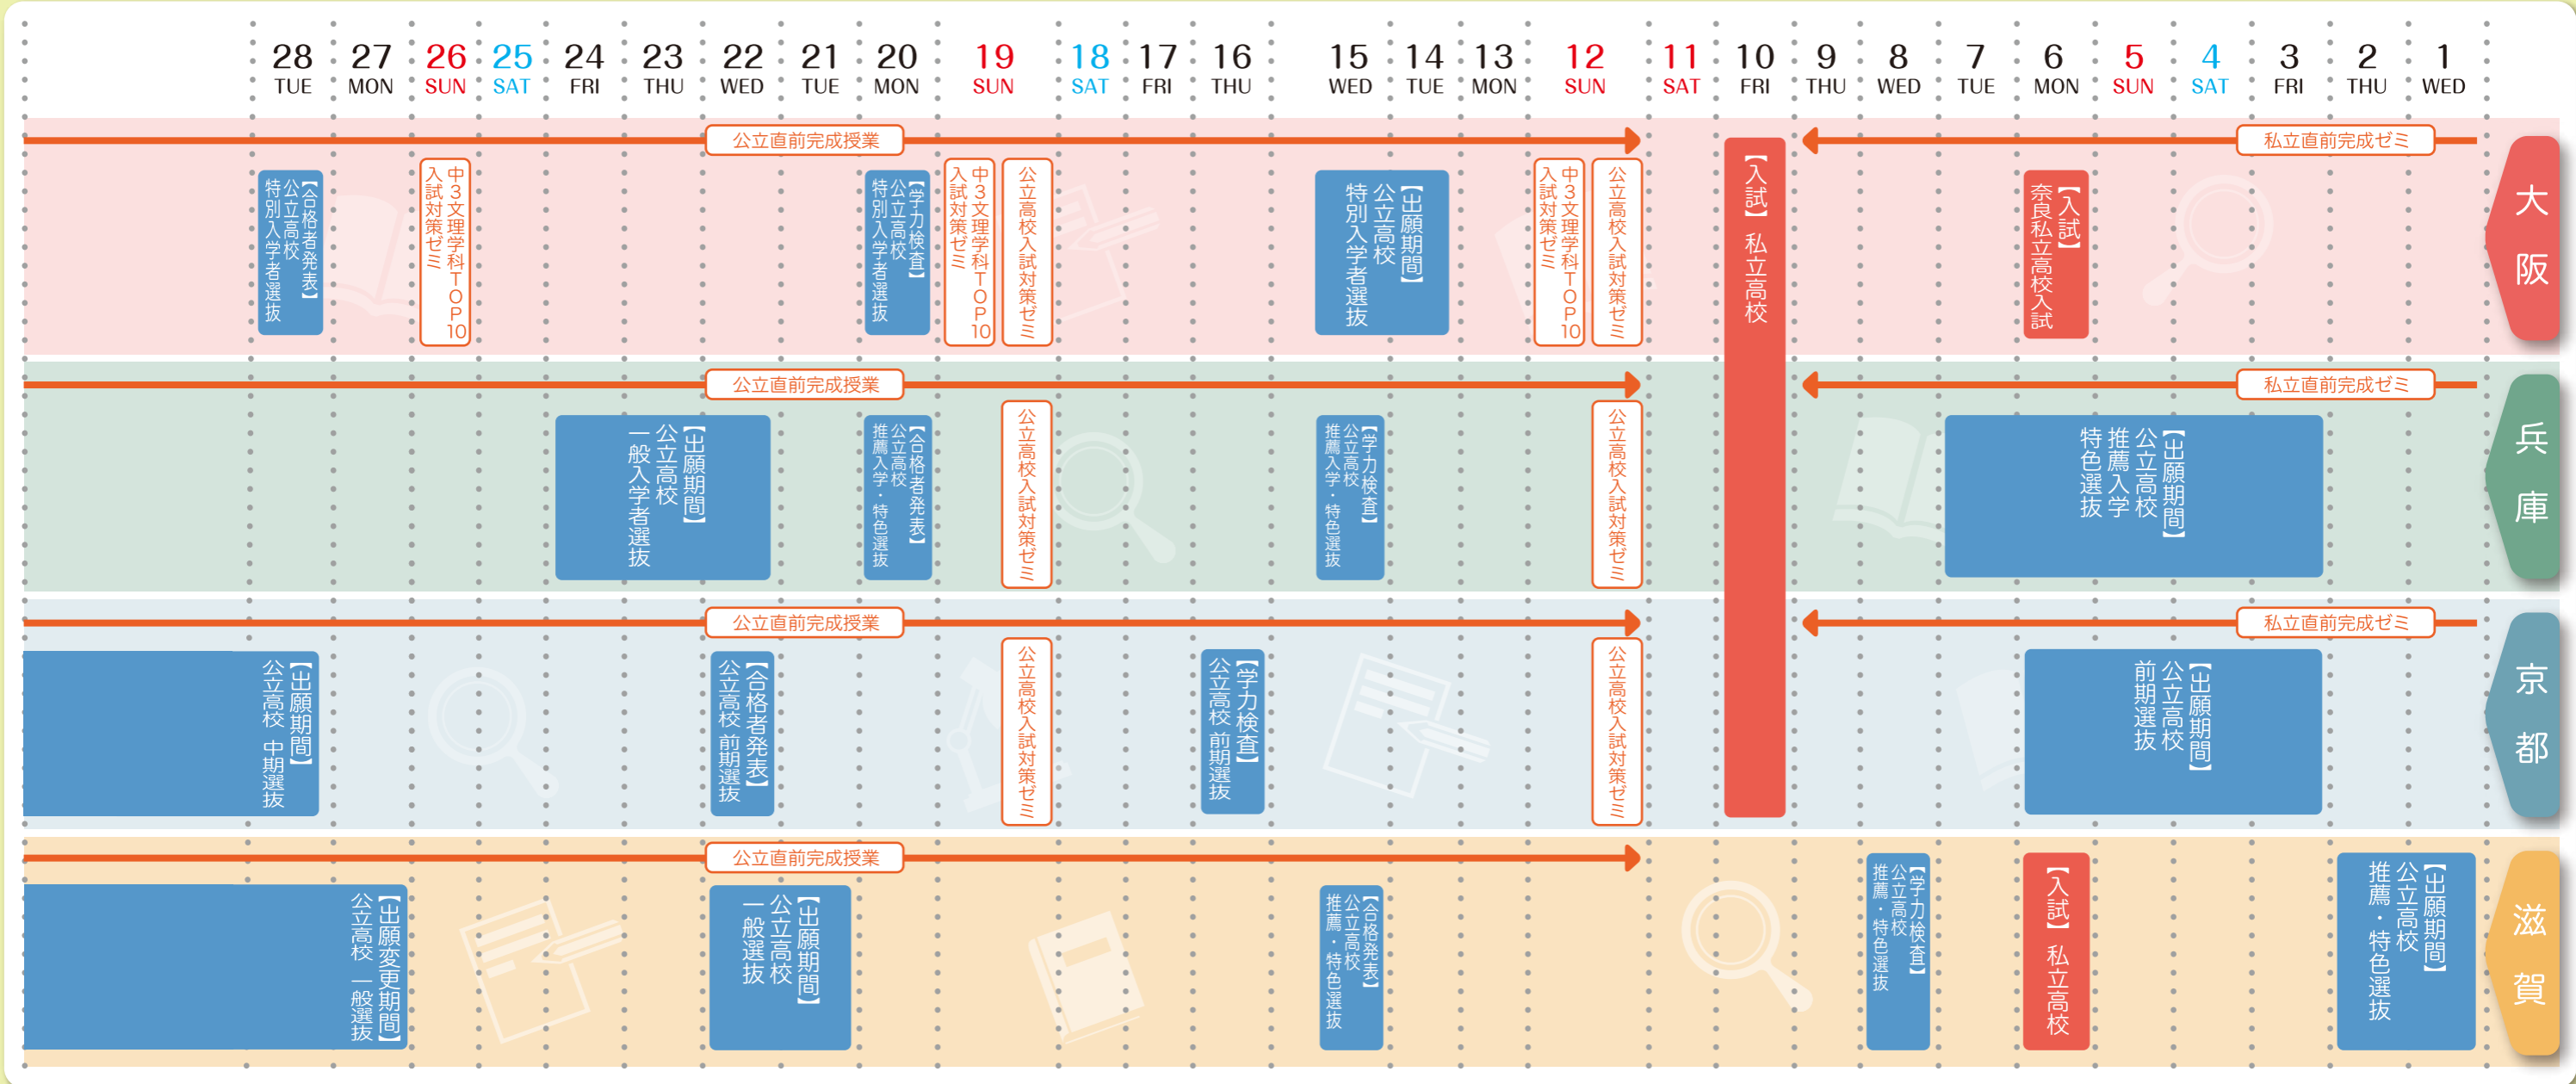 1
WED
2
THU
3
FRI
4
SAT
5
SUN
6
MON
7
TUE
8
WED
9
THU
10
FRI
11
SAT
12
SUN
13
MON
14
TUE
15
WED
16
THU
17
FRI
18
SAT
19
SUN
20
MON
21
TUE
22
WED
23
THU
24
FRI
25
SAT
26
SUN
27
MON
28
TUE
大阪
私立直前完成ゼミ
【入試】
奈良私立高校入試
【入試】私立高校
公立直前完成授業
公立高校入試対策ゼミ
中3文理学科TOP10
入試対策ゼミ
【出願期間】
公立高校
特別入学者選抜
公立高校入試対策ゼミ
中3文理学科TOP10
入試対策ゼミ
【学力検査】
公立高校
特別入学者選抜
中3文理学科TOP10
入試対策ゼミ
【合格者発表】
公立高校
特別入学者選抜
兵庫
私立直前完成ゼミ
【出願期間】
公立高校
推薦入学
特色選抜
公立直前完成授業
公立高校入試対策ゼミ
【学力検査】
公立高校
推薦入学・特色選抜
公立高校入試対策ゼミ
【合格者発表】
公立高校
推薦入学・特色選抜
【出願期間】
公立高校
一般入学者選抜
京都
私立直前完成ゼミ
【出願期間】
公立高校
前期選抜
公立直前完成授業
公立高校入試対策ゼミ
【学力検査】
公立高校 前期選抜
公立高校入試対策ゼミ
【合格者発表】
公立高校 前期選抜
【出願期間】
公立高校 中期選抜
滋賀
【出願期間】
公立高校
推薦・特色選抜
【入試】私立高校
【学力検査】
公立高校
推薦・特色選抜
公立直前完成授業
【合格発表】
公立高校
推薦・特色選抜
【出願期間】
公立高校
一般選抜
【出願変更期間】
公立高校 一般選抜